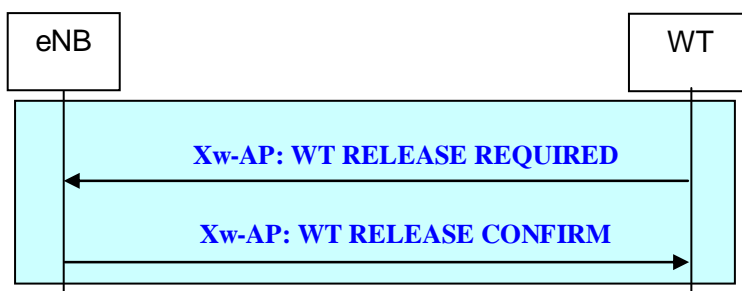 eNB
WT
Xw-AP: WT RELEASE REQUIRED
Xw-AP: WT RELEASE CONFIRM